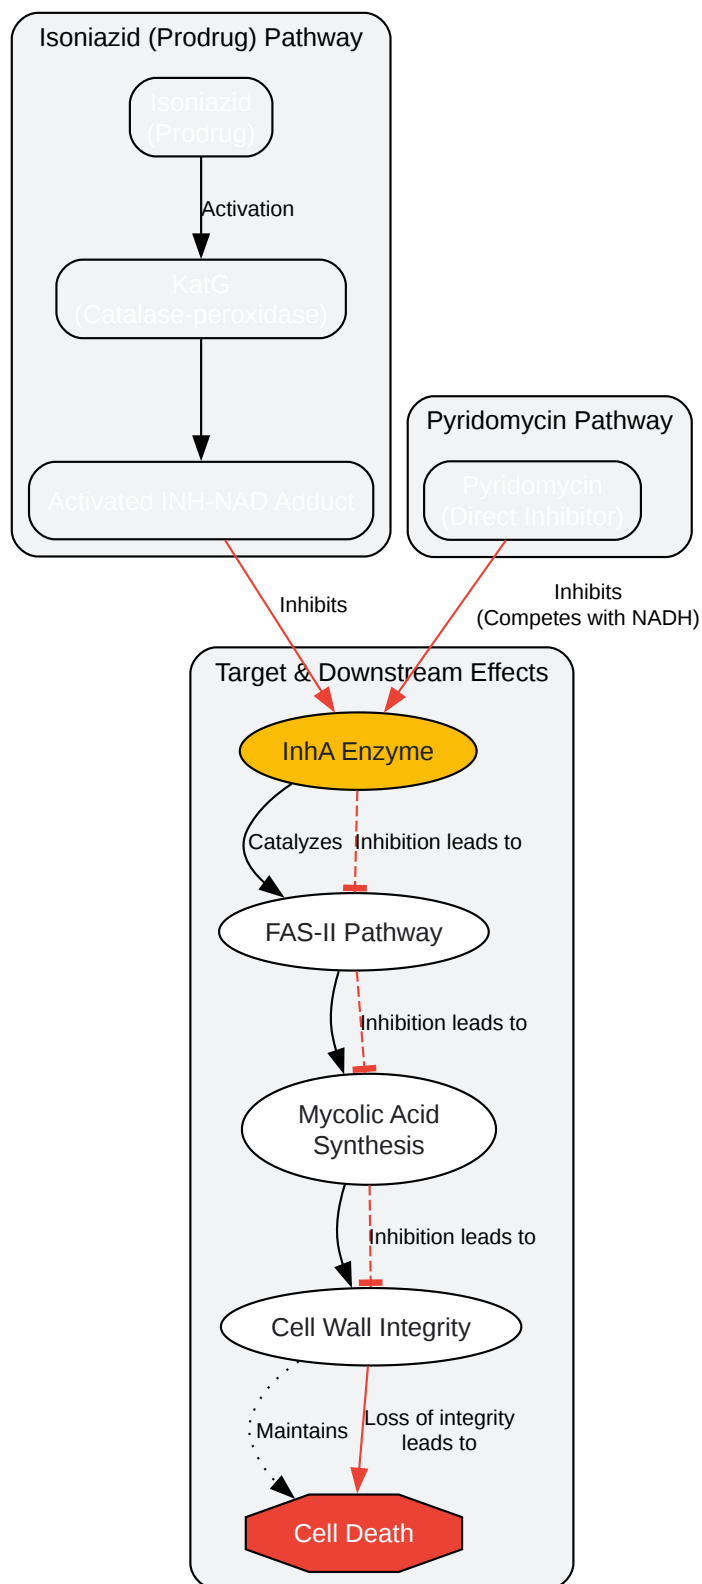 Isoniazid (Prodrug) Pathway
Isoniazid
(Prodrug)
Activation
KatG
(Catalase-peroxidase)
Activated INH-NAD Adduct
Pyridomycin Pathway
Pyridomycin
(Direct Inhibitor)
Inhibits
Inhibits
(Competes with NADH)
Target & Downstream Effects
InhA Enzyme
Catalyzes
Inhibition leads to
FAS-II Pathway
Inhibition leads to
Mycolic Acid
Synthesis
Inhibition leads to
Cell Wall Integrity
Maintains
Loss of integrity
leads to
Cell Death